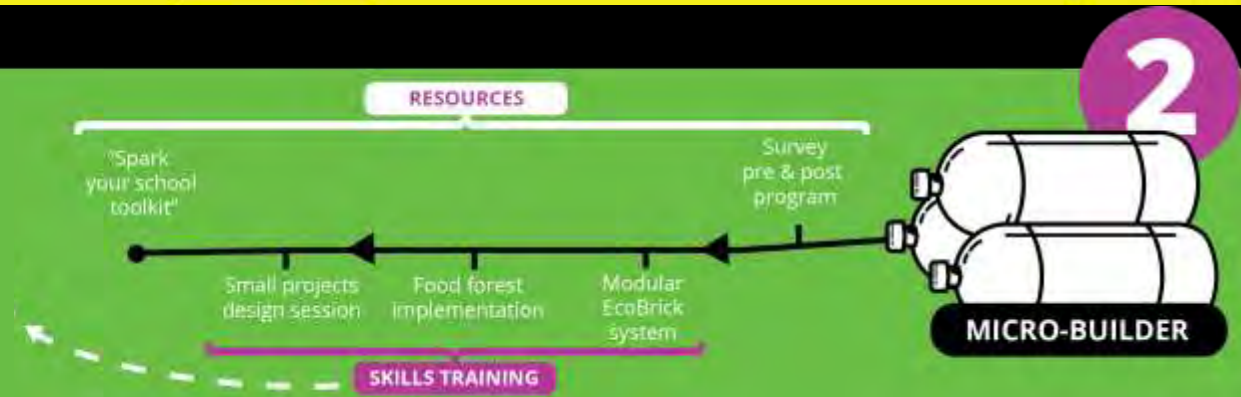 2
RESOURCES
"Spark
your school
toolkit"
Survey
pre & post
program
Small projects
design session
Food forest
implementation
Modular
EcoBrick
system
MICRO-BUILDER
SKILLS TRAINING